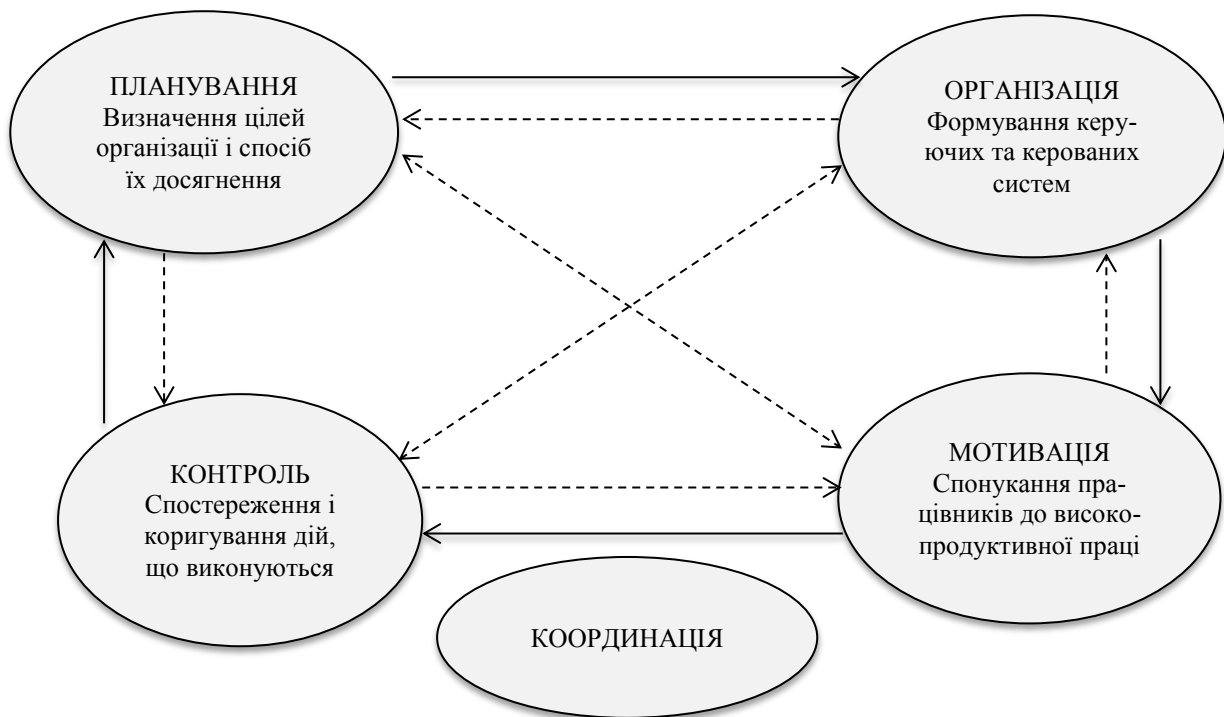 ПЛАНУВАННЯ
Визначення цілей
організації і спосіб
їх досягнення
ОРГАНІЗАЦІЯ
Формування керу-
ючих та керованих
систем
КОНТРОЛЬ
Спостереження і
коригування дій,
що виконуються
МОТИВАЦІЯ
Спонукання пра-
цівників до високо-
продуктивної праці
КООРДИНАЦІЯ